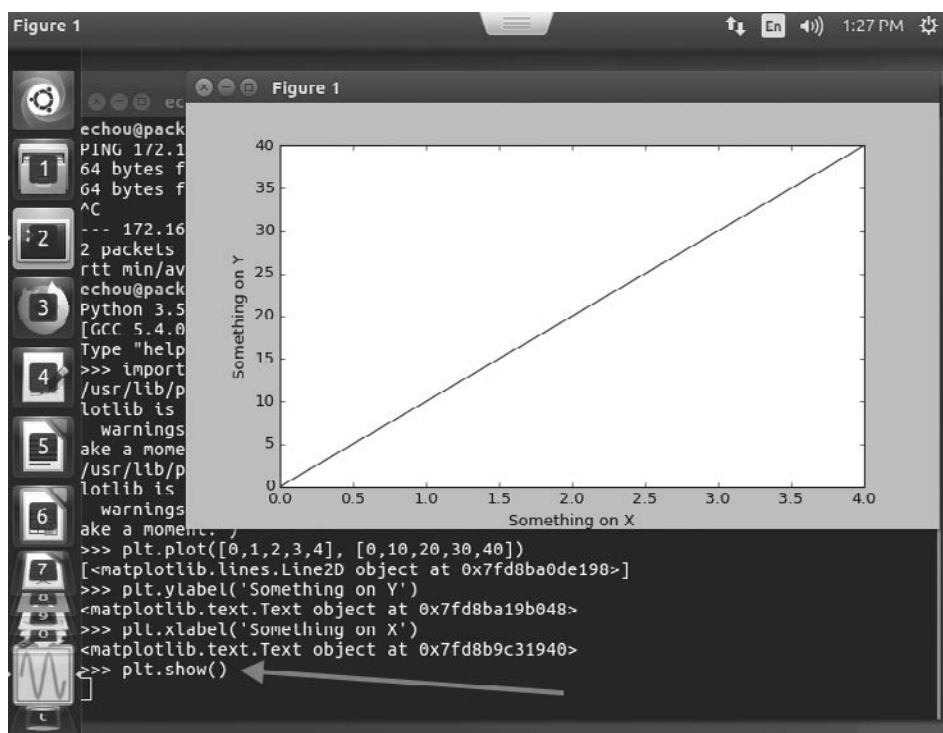 Figure 1
En
1:27 PM
Figure 1
ec
echou@pack
PING 172.1
64 bytes f
64 bytes f
^C
--- 172.16
2 packets
rtt min/av
echou@pack
Python 3.5
[GCC 5.4.0
Type "help
>>> import
/usr/lib/p
lotlib is
warnings
ake a mome
/usr/lib/p
lotlib is
warnings
ake a moment.')
>>> plt.plot([0,1,2,3,4], [0,10,20,30,40])
[<matplotlib.lines.Line2D object at 0x7fd8ba0de198>]
>>> plt.ylabel('Something on Y')
<matplotlib.text.Text object at 0x7fd8ba19b048>
>>> plt.xlabel('Something on X')
<matplotlib.text.Text object at 0x7fd8b9c31940>
>>> plt.show()
1
2
3
4
5
6
7
8
9
0
t
40
35
30
25
20
15
10
5
0
Something on Y
0.0 0.5 1.0 1.5 2.0 2.5 3.0 3.5 4.0
Something on X